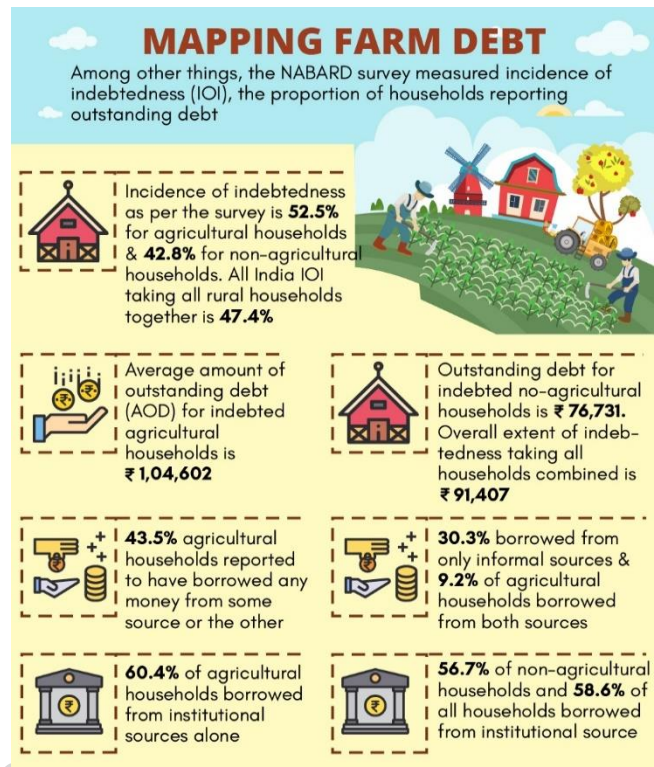 MAPPING FARM DEBT
Among other things, the NABARD survey measured incidence of
indebtedness (IOI), the proportion of households reporting
outstanding debt
Incidence of indebtedness
as per the survey is 52.5%
for agricultural households
& 42.8% for non-agricultural
households. All India IOI
taking all rural households
together is 47.4%
Average amount of
outstanding debt
(AOD) for indebted
agricultural
households is
₹ 1,04,602
Outstanding debt for
indebted no-agricultural
households is ₹ 76,731.
Overall extent of indeb-
tedness taking all
households combined is
₹ 91,407
43.5% agricultural
households reported
to have borrowed any
money from some
source or the other
30.3% borrowed from
only informal sources &
9.2% of agricultural
households borrowed
from both sources
60.4% of agricultural
households borrowed
from institutional
sources alone
56.7% of non-agricultural
households and 58.6% of
all households borrowed
from institutional source